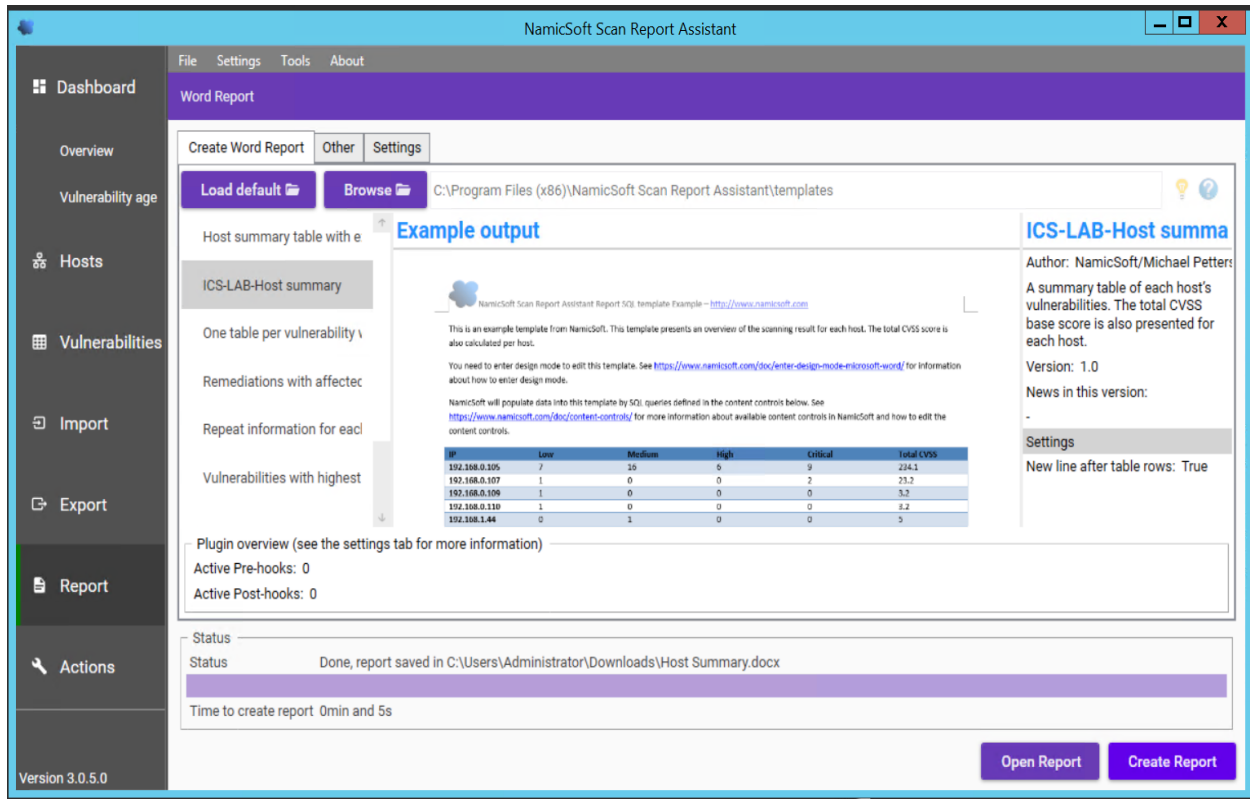 NamicSoft Scan Report Assistant
X
File Settings Tools About
Dashboard
Overview
Vulnerability age
Hosts
Vulnerabilities
Import
Export
Report
Actions
Version 3.0.5.0
Word Report
Create Word Report Other Settings
Load default Browse C:\Program Files (x86)\NamicSoft Scan Report Assistant\templates
Host summary table with e
ICS-LAB-Host summary
One table per vulnerability v
Remediations with affectec
Repeat information for eacl
Vulnerabilities with highest
Example output
NamicSoft Scan Report Assistant Report SQL template Example – http://www.namicsoft.com
This is an example template from NamicSoft. This template presents an overview of the scanning result for each host. The total CVSS score is
also calculated per host.
You need to enter design mode to edit this template. See https://www.namicsoft.com/doc/enter-design-mode-microsoft-word/ for information
about how to enter design mode.
NamicSoft will populate data into this template by SQL queries defined in the content controls below. See
https://www.namicsoft.com/doc/content-controls/ for more information about available content controls in NamicSoft and how to edit the
content controls.
IP Low Medium High Critical Total CVSS
192.168.0.105 7 16 6 9 234.1
192.168.0.107 1 0 0 2 23.2
192.168.0.109 1 0 0 0 3.2
192.168.0.110 1 0 0 0 3.2
192.168.1.44 0 1 0 0 5
ICS-LAB-Host summa
Author: NamicSoft/Michael Petters
A summary table of each host's
vulnerabilities. The total CVSS
base score is also presented for
each host.
Version: 1.0
News in this version:
-
Settings
New line after table rows: True
Plugin overview (see the settings tab for more information)
Active Pre-hooks: 0
Active Post-hooks: 0
Status
Status Done, report saved in C:\Users\Administrator\Downloads\Host Summary.docx
Time to create report 0min and 5s
Open Report Create Report